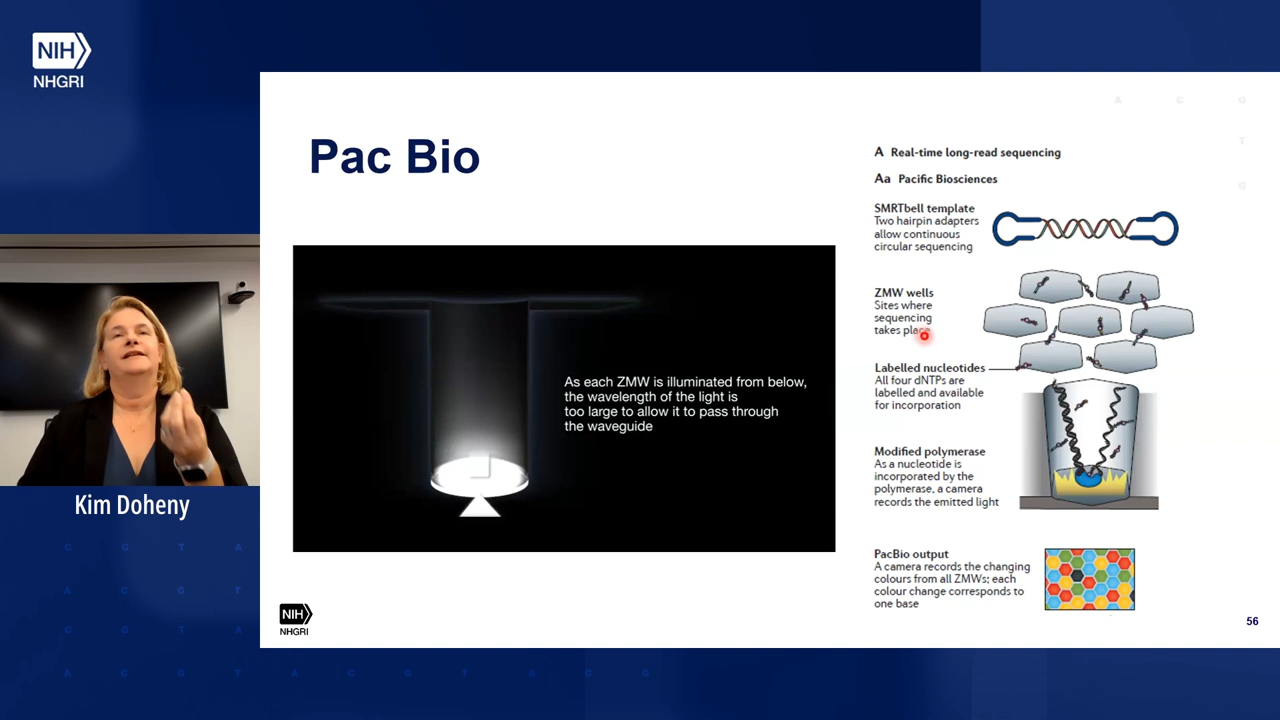 NIH
NHGRI
Kim Doheny
Pac Bio
As each ZMW is illuminated from below,
the wavelength of the light is
too large to allow it to pass through
the waveguide
A Real-time long-read sequencing
Aa Pacific Biosciences
SMRTbell template
Two hairpin adapters
allow continuous
circular sequencing
ZMW wells
Sites where
sequencing
takes place
Labelled nucleotides
All four dNTPs are
labelled and available
for incorporation
Modified polymerase
As a nucleotide is
incorporated by the
polymerase, a camera
records the emitted light
PacBio output
A camera records the changing
colours from all ZMWs; each
colour change corresponds to
one base
NIH
NHGRI
56
A C G
T
G
C G T A
A C G T
C G T A
A C G T A C G T A C G